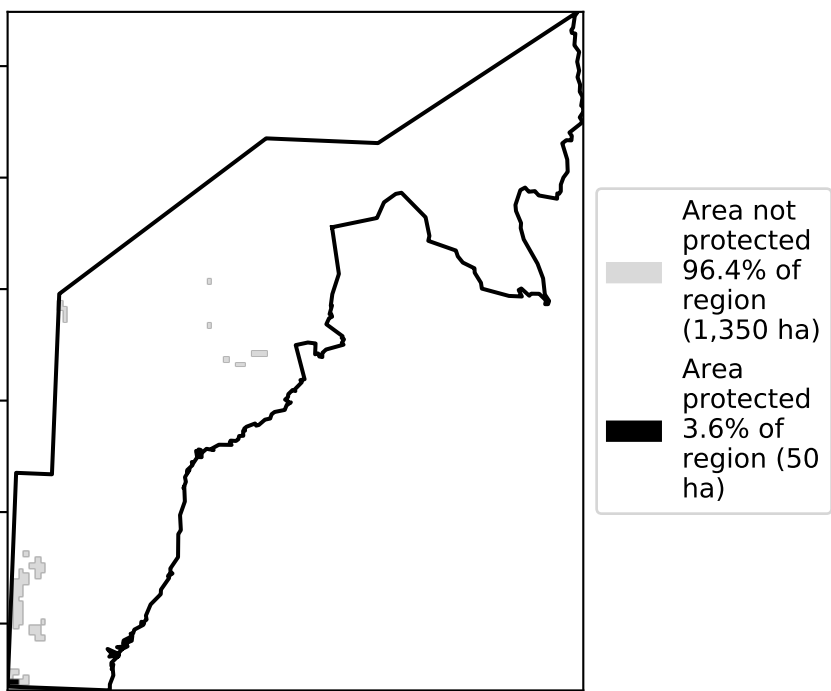 Area not
protected
96.4% of
region
(1,350 ha)
Area
protected
3.6% of
region (50
ha)